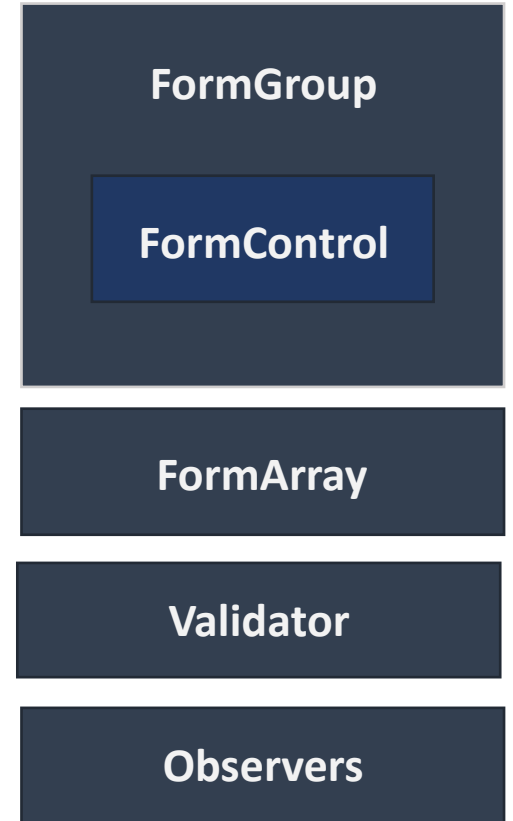 FormGroup
FormControl
FormArray
Validator
Observers